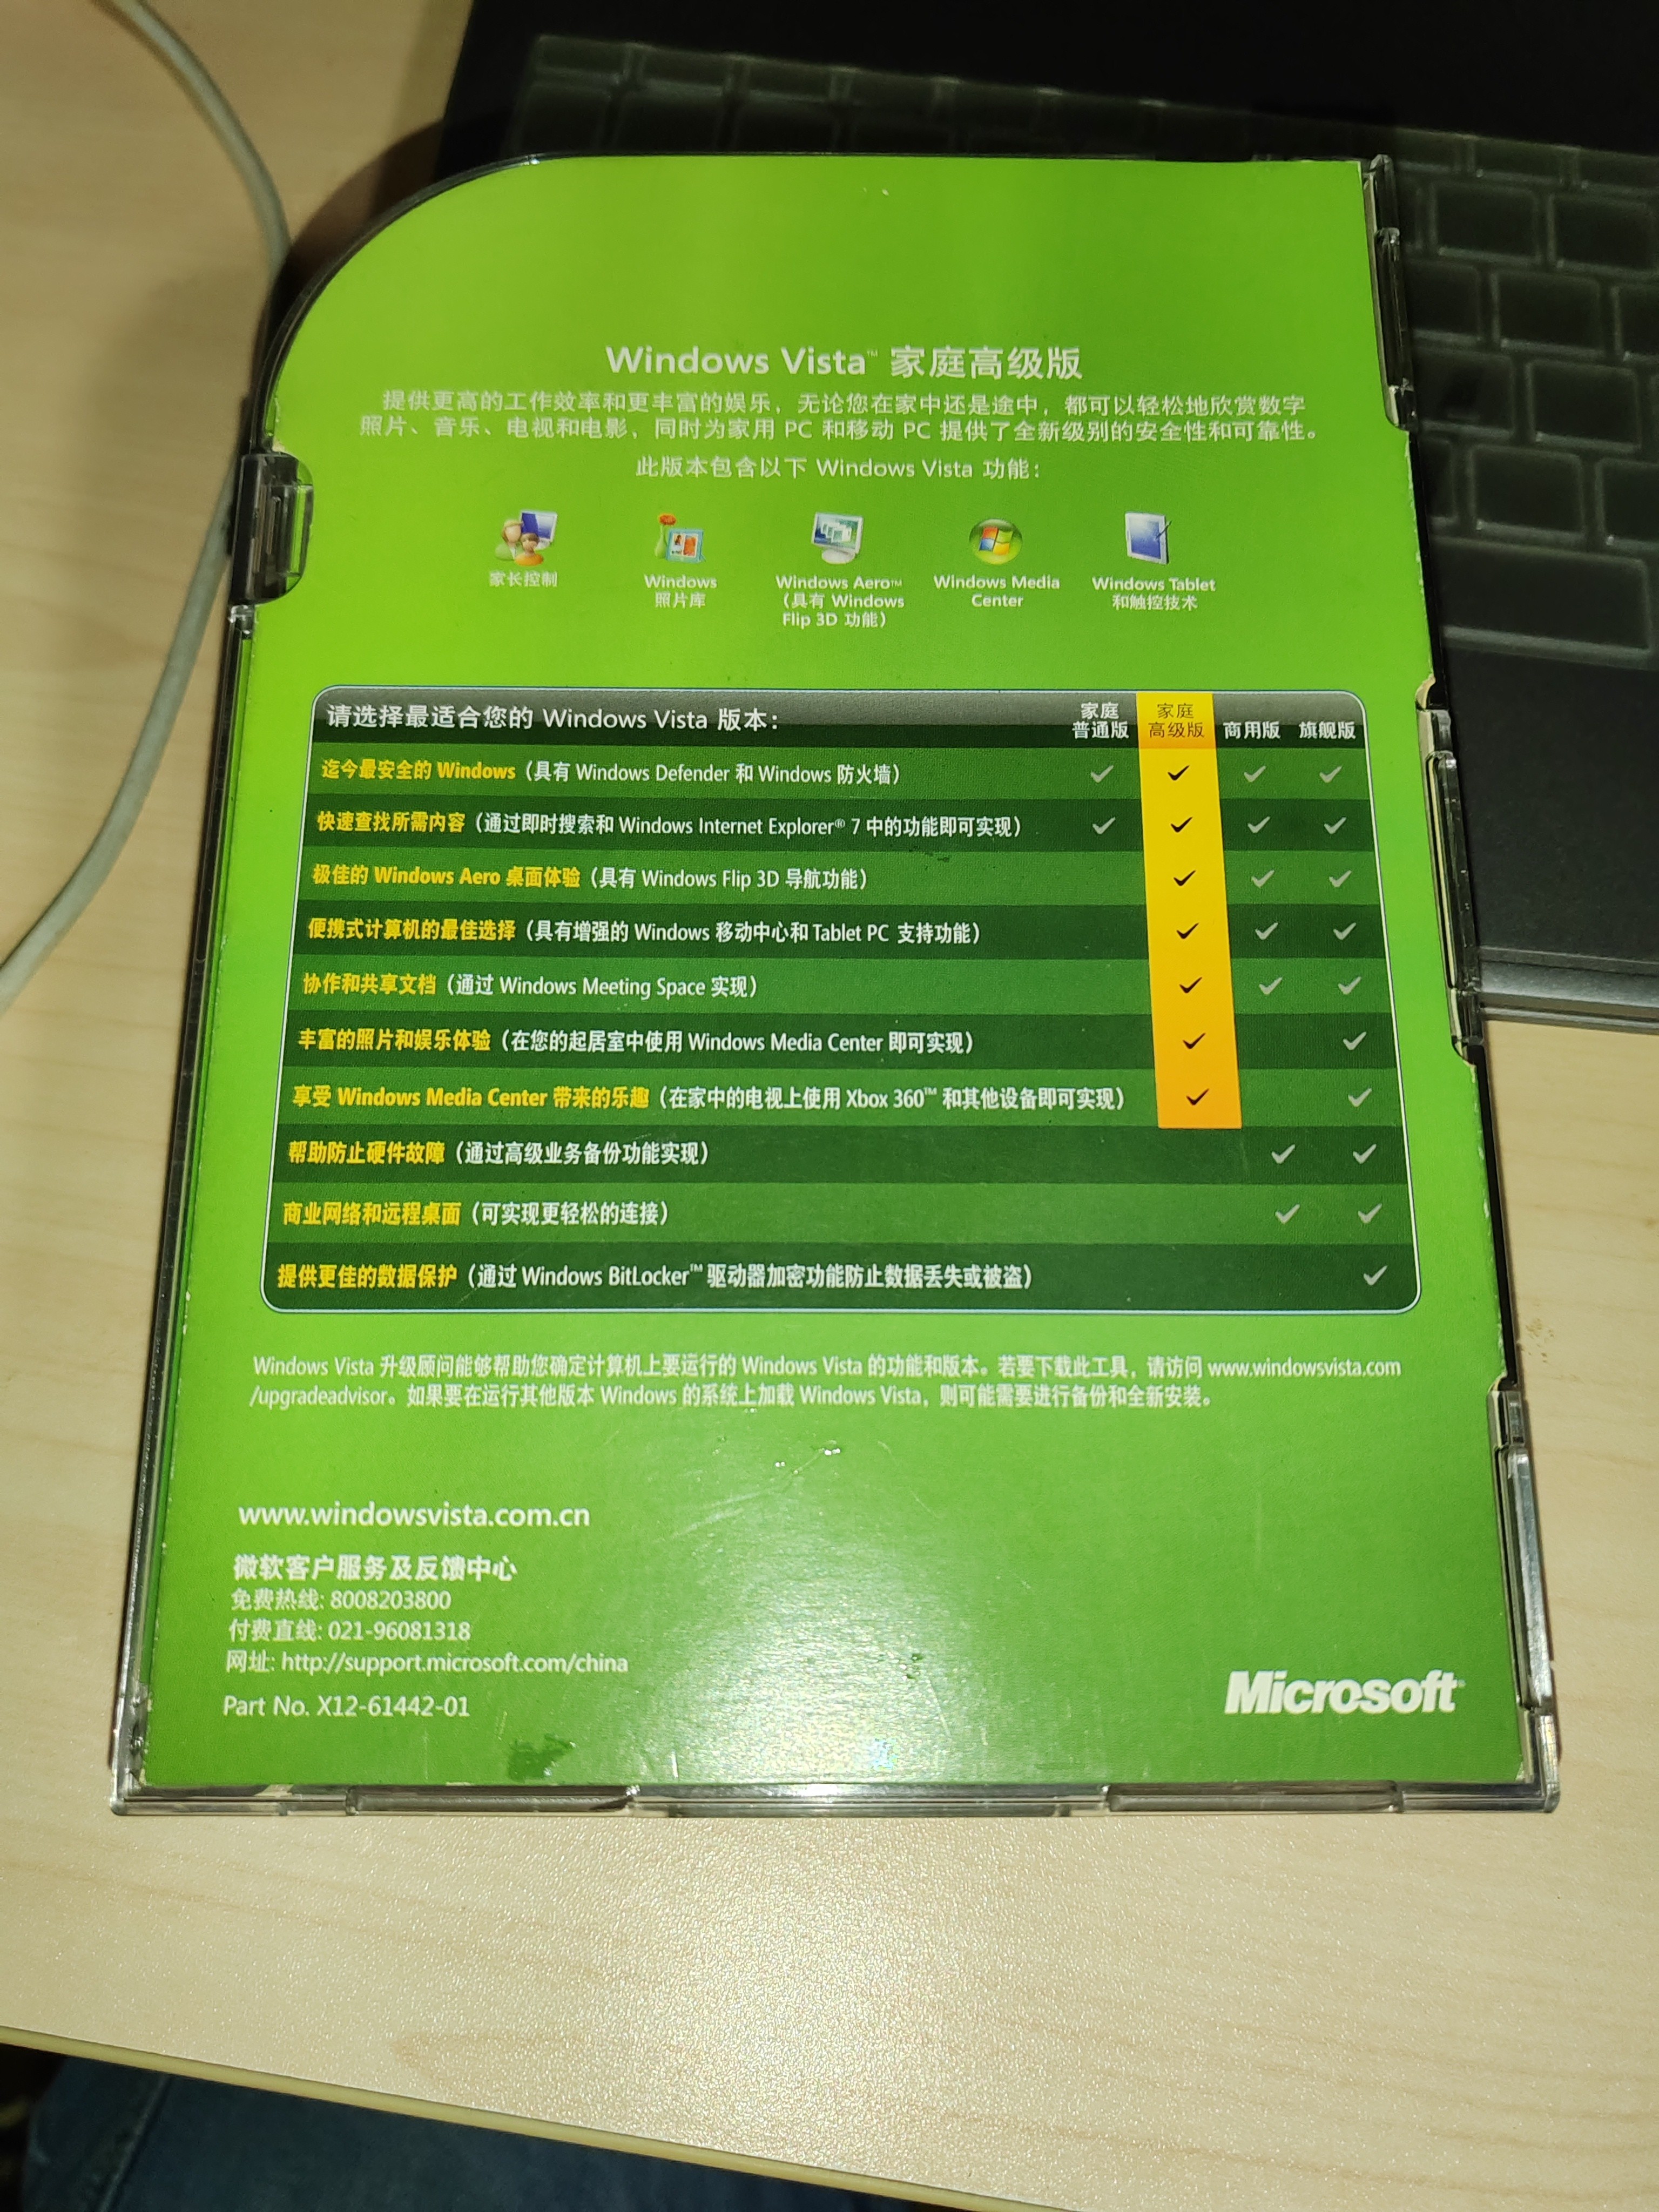 Windows Vista™ 家庭高级版
提供更高的工作效率和更丰富的娱乐，无论您在家中还是途中，都可以轻松地欣赏数字
照片、音乐、电视和电影，同时为家用 PC 和移动 PC 提供了全新级别的安全性和可靠性。
此版本包含以下 Windows Vista 功能：
家长控制
Windows
照片库
Windows Aero™
（具有 Windows
Flip 3D 功能）
Windows Media
Center
Windows Tablet
和触控技术
请选择最适合您的 Windows Vista 版本：
家庭
普通版
家庭
高级版
商用版
旗舰版
迄今最安全的 Windows（具有 Windows Defender 和 Windows 防火墙）
快速查找所需内容（通过即时搜索和 Windows Internet Explorer® 7 中的功能即可实现）
极佳的 Windows Aero 桌面体验（具有 Windows Flip 3D 导航功能）
便携式计算机的最佳选择（具有增强的 Windows 移动中心和 Tablet PC 支持功能）
协作和共享文档（通过 Windows Meeting Space 实现）
丰富的照片和娱乐体验（在您的起居室中使用 Windows Media Center 即可实现）
享受 Windows Media Center 带来的乐趣（在家中的电视上使用 Xbox 360™ 和其他设备即可实现）
帮助防止硬件故障（通过高级业务备份功能实现）
商业网络和远程桌面（可实现更轻松的连接）
提供更佳的数据保护（通过 Windows BitLocker™ 驱动器加密功能防止数据丢失或被盗）
Windows Vista 升级顾问能够帮助您确定计算机上要运行的 Windows Vista 的功能和版本。若要下载此工具，请访问 www.windowsvista.com
/upgradeadvisor。如果要在运行其他版本 Windows 的系统上加载 Windows Vista，则可能需要进行备份和全新安装。
www.windowsvista.com.cn
微软客户服务及反馈中心
免费热线: 8008203800
付费直线: 021-96081318
网址: http://support.microsoft.com/china
Part No. X12-61442-01
Microsoft®